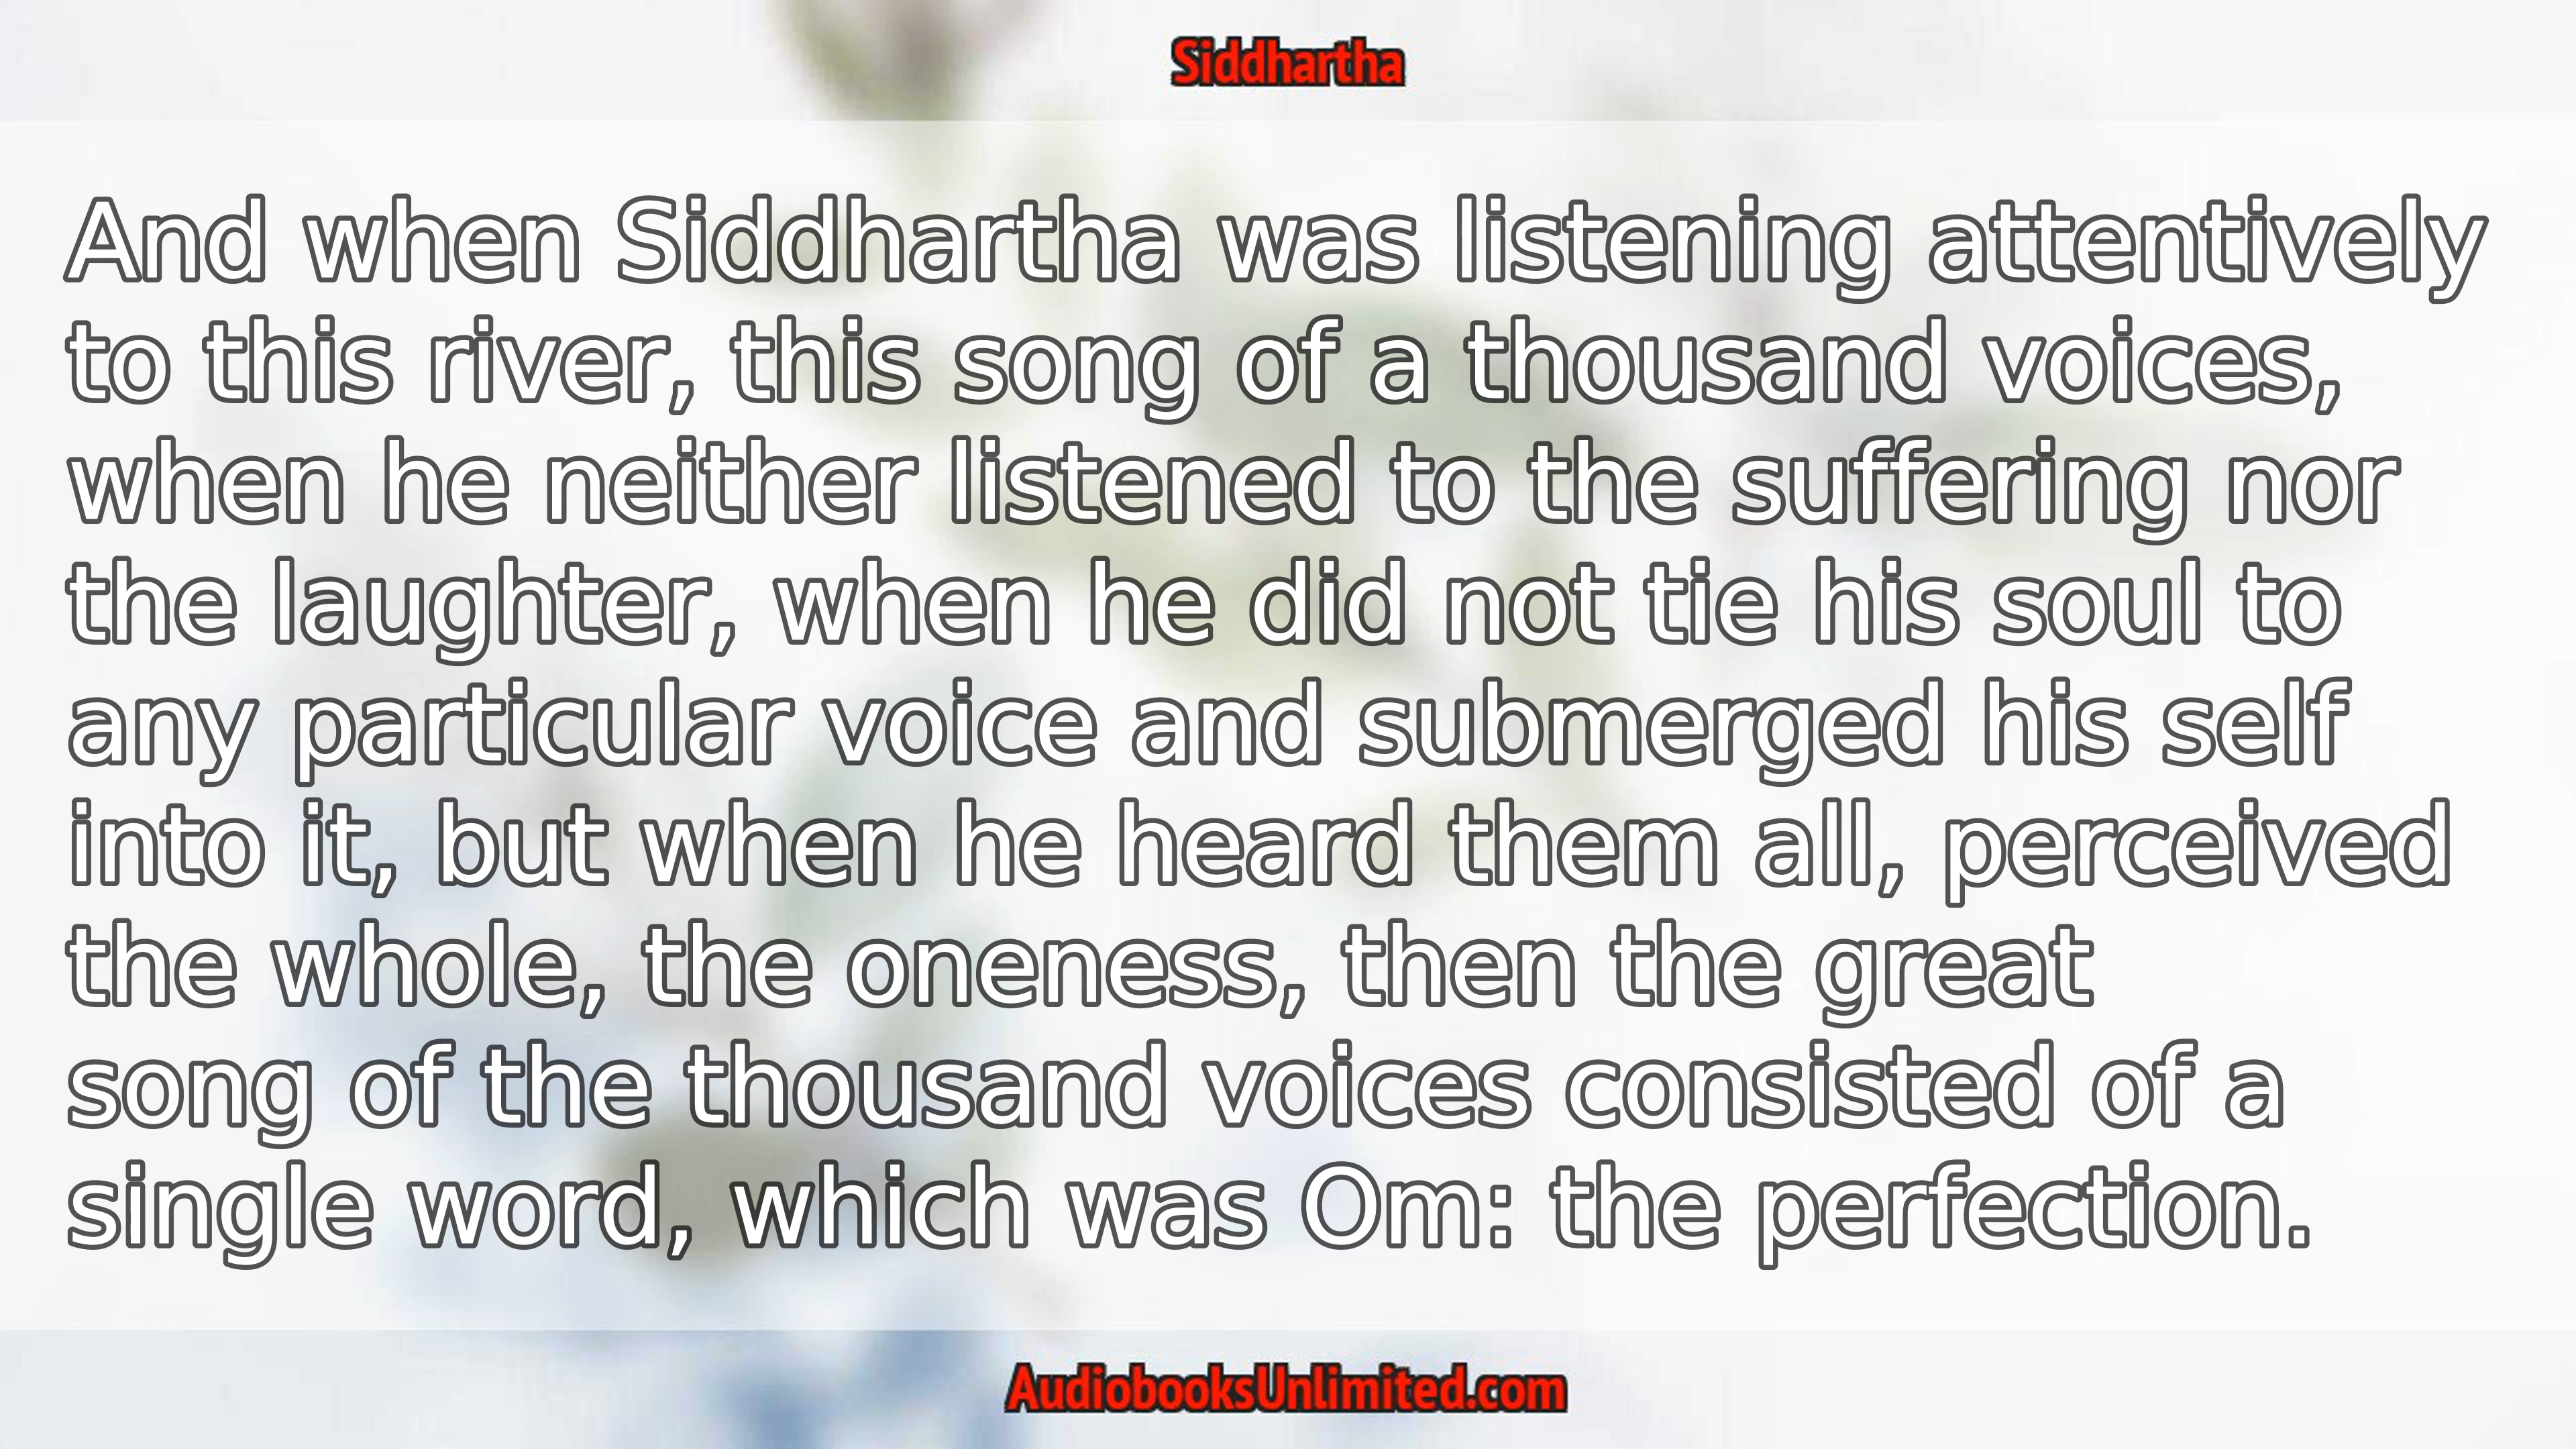 Siddhartha
And when Siddhartha was listening attentively
to this river, this song of a thousand voices,
when he neither listened to the suffering nor
the laughter, when he did not tie his soul to
any particular voice and submerged his self
into it, but when he heard them all, perceived
the whole, the oneness, then the great
song of the thousand voices consisted of a
single word, which was Om: the perfection.
AudiobooksUnlimited.com